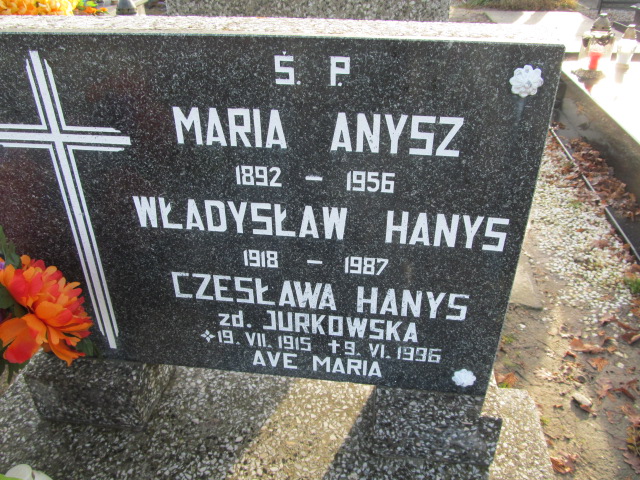 Ś. P.
MARIA ANYSZ
1892 – 1956
WŁADYSŁAW HANYS
1918 – 1987
CZESŁAWA HANYS
zd. JURKOWSKA
✢19. VII. 1915 ✝9. VI. 1996
AVE MARIA